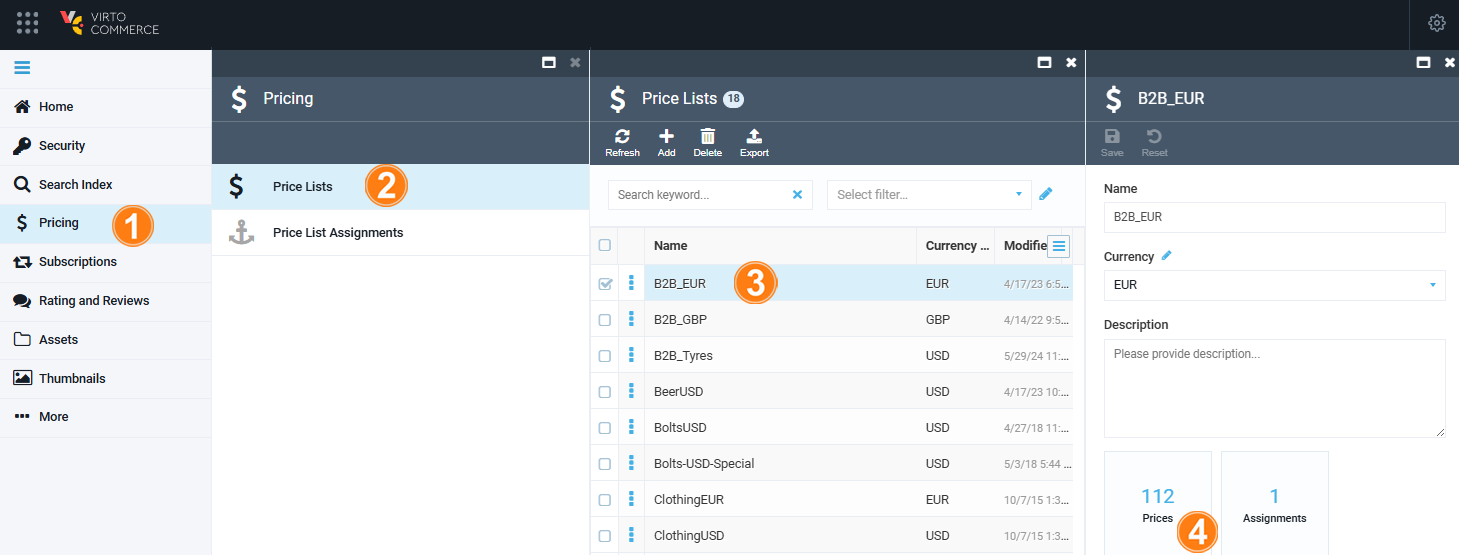 VIRTO
COMMERCE
Home
Security
Search Index
Pricing
1
Subscriptions
Rating and Reviews
Assets
Thumbnails
More
Pricing
Price Lists
2
Price List Assignments
Price Lists 18
Refresh Add Delete Export
Search keyword... Select filter...
Name Currency ... Modifie
B2B_EUR 3 EUR 4/17/23 6:5...
B2B_GBP GBP 4/14/22 9:5...
B2B_Tyres USD 5/29/24 11:...
BeerUSD USD 4/17/23 10:...
BoltsUSD USD 4/27/18 11:...
Bolts-USD-Special USD 5/3/18 5:44 ...
ClothingEUR EUR 10/7/15 1:3...
ClothingUSD USD 10/7/15 1:3...
B2B_EUR
Save Reset
Name
B2B_EUR
Currency
EUR
Description
Please provide description...
112 1
Prices Assignments
4